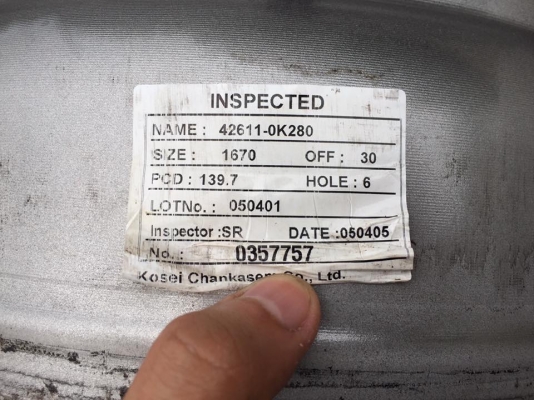 INSPECTED
NAME : 42611-0K280
SIZE : 1670 OFF : 30
PCD : 139.7 HOLE : 6
LOTNo. : 050401
Inspector :SR DATE :050405
No. : 0357757
Kosei Chankasem Co., Ltd.